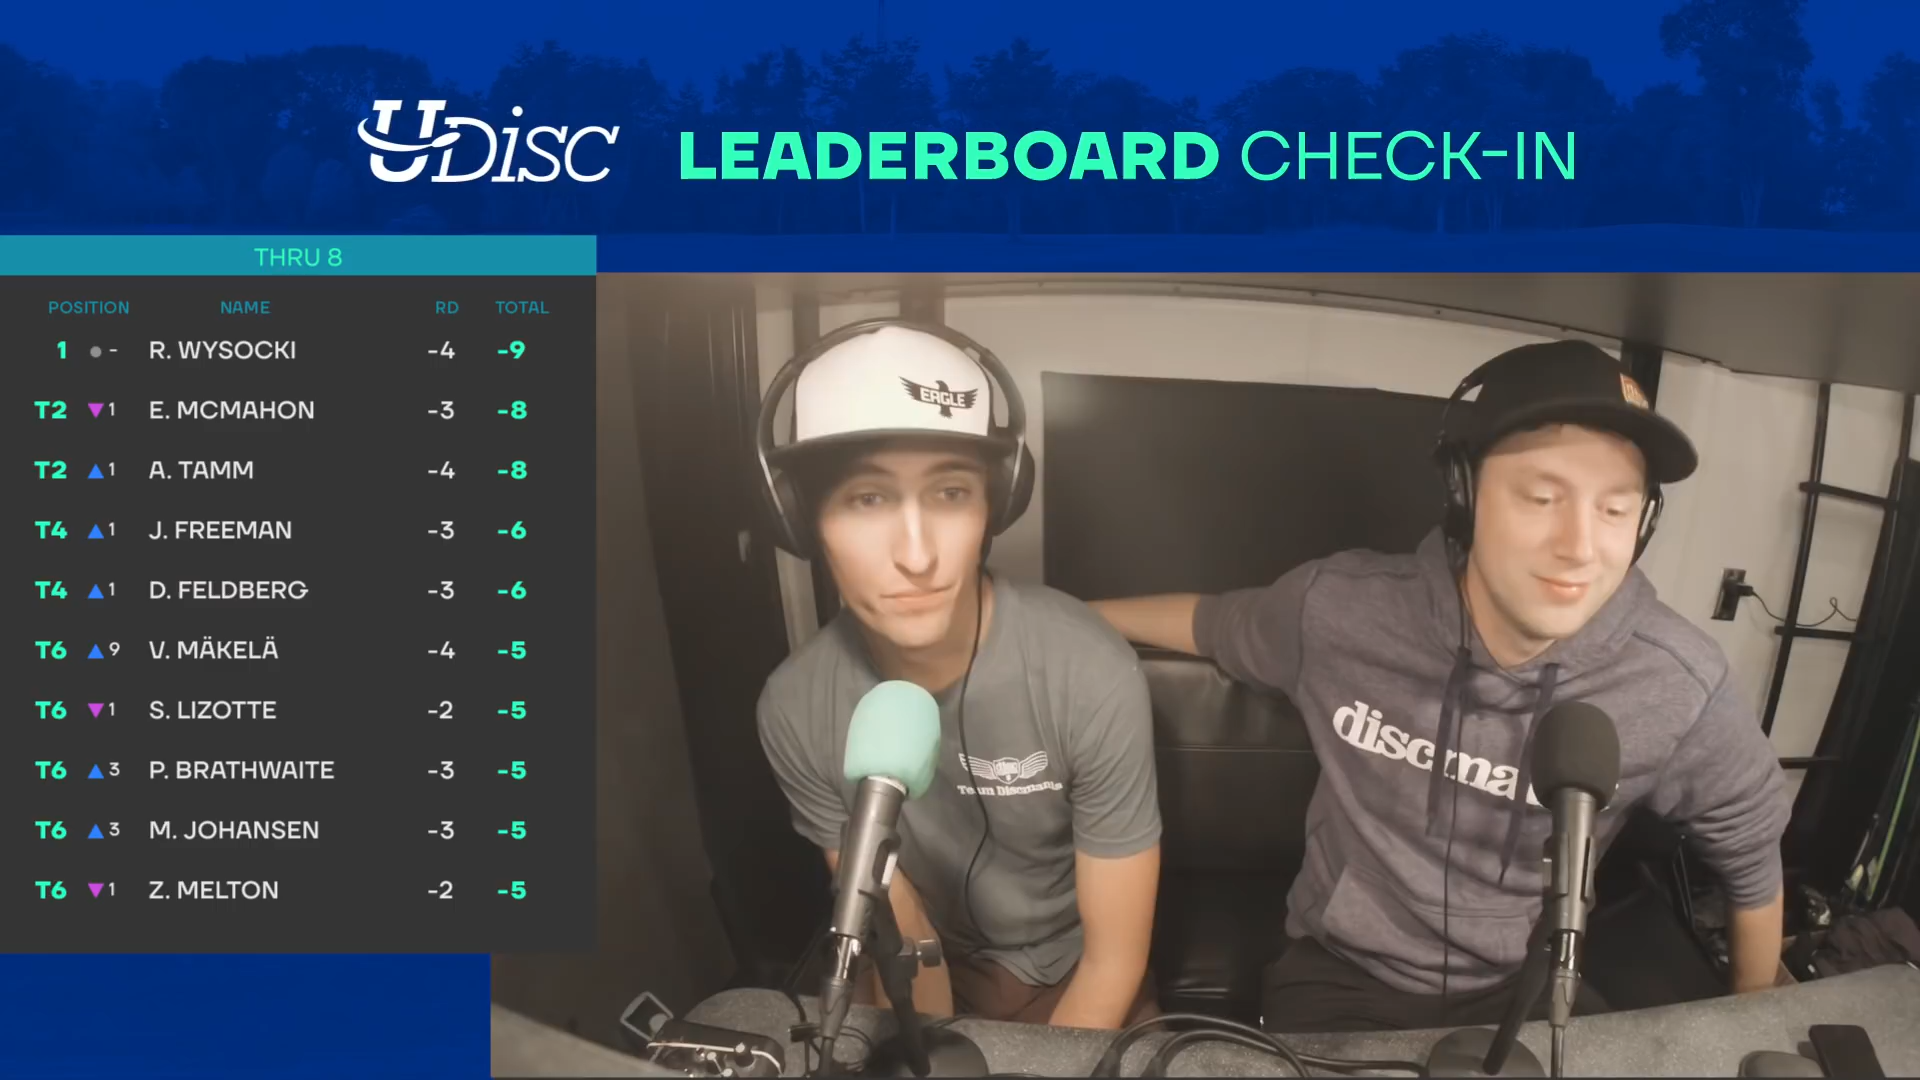 UDisc LEADERBOARD CHECK-IN
THRU 8
POSITION NAME RD TOTAL
1 - R. WYSOCKI -4 -9
T2 ▼1 E. MCMAHON -3 -8
T2 ▲1 A. TAMM -4 -8
T4 ▲1 J. FREEMAN -3 -6
T4 ▲1 D. FELDBERG -3 -6
T6 ▲9 V. MÄKELÄ -4 -5
T6 ▼1 S. LIZOTTE -2 -5
T6 ▲3 P. BRATHWAITE -3 -5
T6 ▲3 M. JOHANSEN -3 -5
T6 ▼1 Z. MELTON -2 -5
EAGLE
Team Discmania
discma